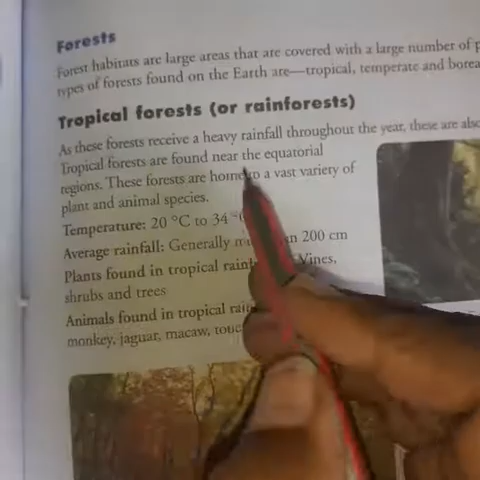 Forests
Forest habitats are large areas that are covered with a large number of
types of forests found on the Earth are—tropical, temperate and
Tropical forests (or rainforests)
As these forests receive a heavy rainfall throughout the year, these are
Tropical forests are found near the equatorial
regions. These forests are home to a vast variety of
plant and animal species.
Temperature: 20 °C to 34
Average rainfall: Generally 200 cm
Plants found in tropical Vines,
shrubs and trees
Animals found in tropical
monkey, jaguar, macaw,